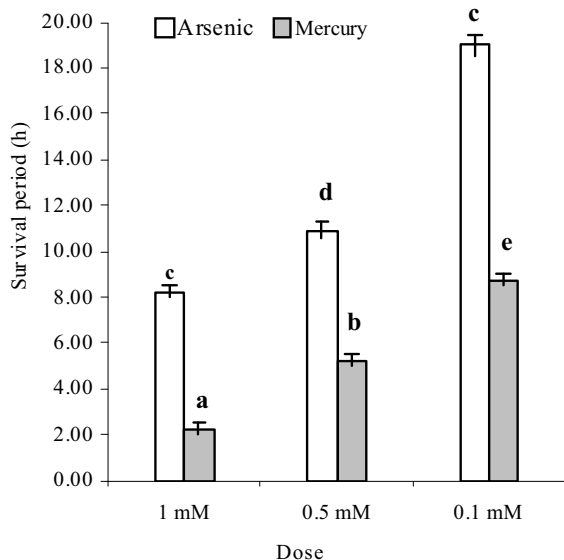 20.00
18.00
16.00
14.00
12.00
10.00
8.00
6.00
4.00
2.00
0.00
Survival period (h)
Arsenic Mercury
c
a
d
b
c
e
1 mM 0.5 mM 0.1 mM
Dose